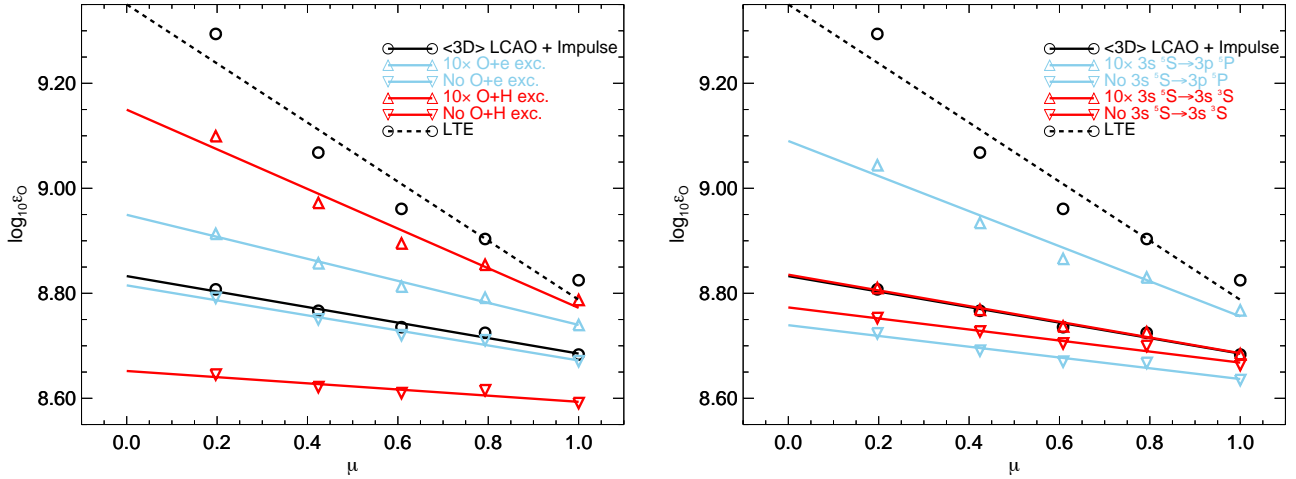 <3D> LCAO + Impulse
10× O+e exc.
No O+e exc.
10× O+H exc.
No O+H exc.
LTE
9.20
9.00
8.80
8.60
log₁₀ε_O
0.0 0.2 0.4 0.6 0.8 1.0
μ
<3D> LCAO + Impulse
10× 3s ⁵S→3p ⁵P
No 3s ⁵S→3p ⁵P
10× 3s ⁵S→3s ³S
No 3s ⁵S→3s ³S
LTE
9.20
9.00
8.80
8.60
log₁₀ε_O
0.0 0.2 0.4 0.6 0.8 1.0
μ